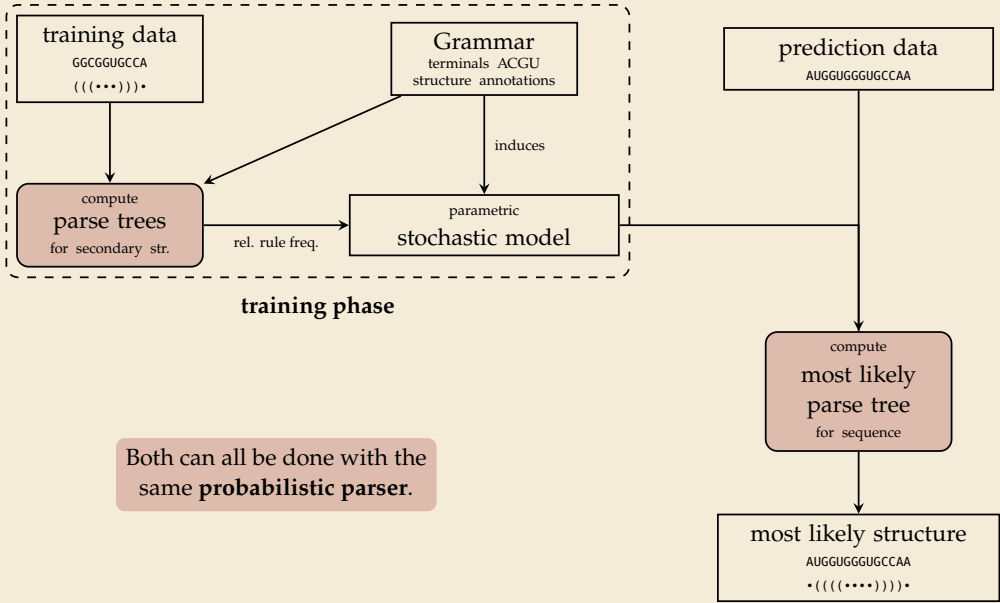 training data
GGCGGUGCCA
(((•••)))•
Grammar
terminals ACGU
structure annotations
prediction data
AUGGUGGGUGCCAA
induces
compute
parse trees
for secondary str.
rel. rule freq.
parametric
stochastic model
training phase
compute
most likely
parse tree
for sequence
Both can all be done with the
same probabilistic parser.
most likely structure
AUGGUGGGUGCCAA
•((((••••))))•